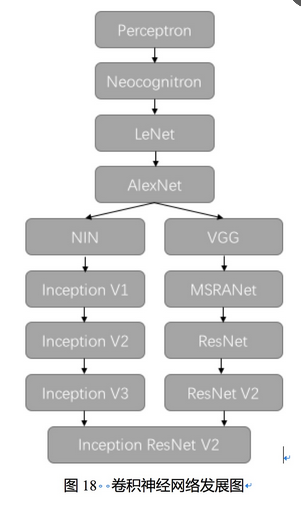 Perceptron
Neocognitron
LeNet
AlexNet
NIN
VGG
Inception V1
MSRANet
Inception V2
ResNet
Inception V3
ResNet V2
Inception ResNet V2
图 18··卷积神经网络发展图